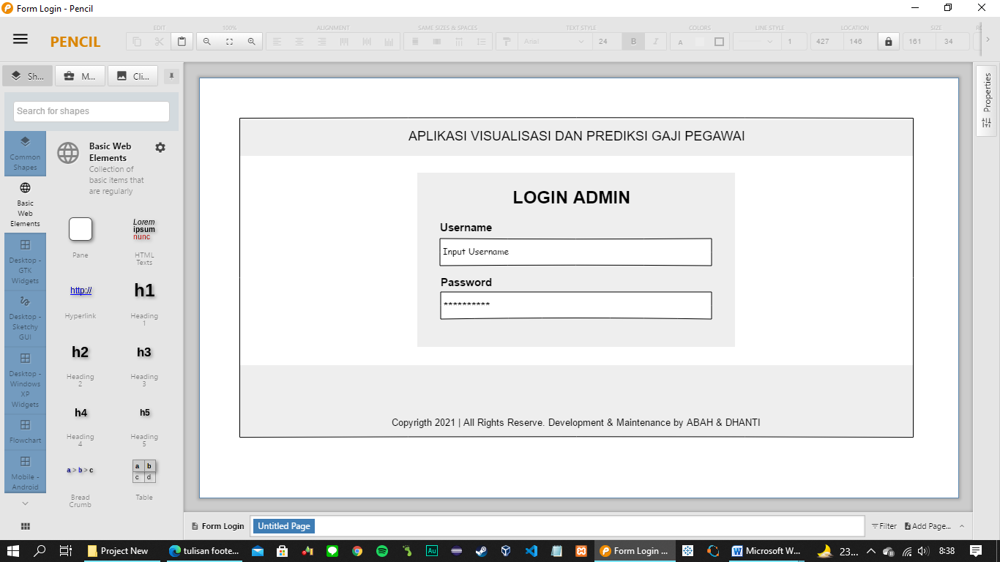 Form Login - Pencil
PENCIL
EDIT
100%
ALIGNMENT
SAME SIZES & SPACES
TEXT STYLE
COLORS
LINE STYLE
LOCATION
SIZE
Arial
24
B
I
A
1
427
146
161
34
Sh...
M...
Cli...
Search for shapes
Common
Shapes
Basic
Web
Elements
Desktop -
GTK
Widgets
Desktop -
Sketchy
GUI
Desktop -
Windows
XP
Widgets
Flowchart
Mobile -
Android
Basic Web
Elements
Collection of
basic items that
are regularly
Pane
Lorem
ipsum
nunc
HTML
Texts
http://
Hyperlink
h1
Heading
1
h2
Heading
2
h3
Heading
3
h4
Heading
4
h5
Heading
5
a > b > c
Bread
Crumb
a b
c d
Table
APLIKASI VISUALISASI DAN PREDIKSI GAJI PEGAWAI
LOGIN ADMIN
Username
Input Username
Password
**********
Copyrigth 2021 | All Rights Reserve. Development & Maintenance by ABAH & DHANTI
Properties
Form Login
Untitled Page
Filter
Add Page...
Project New
tulisan foote...
Au
Form Login ...
Microsoft W...
23...
8:38